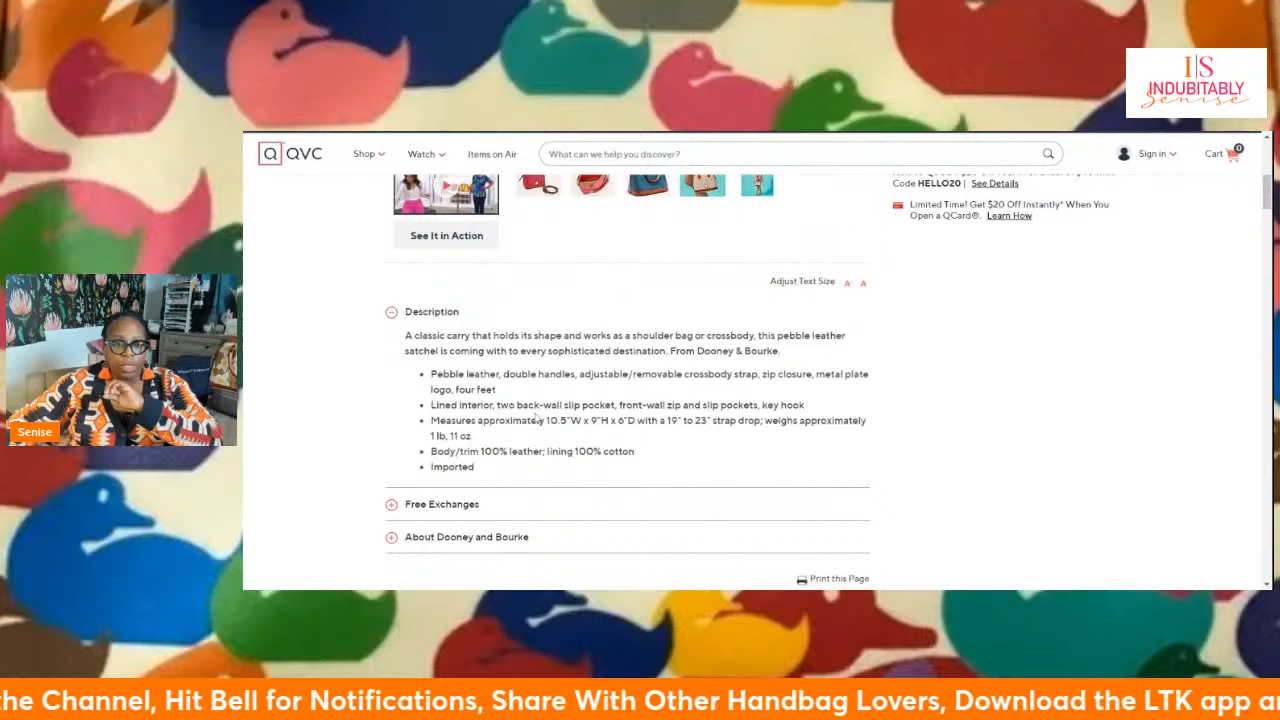 I|S
INDUBITABLY
Senise
Q QVC
Shop
Watch
Items on Air
What can we help you discover?
Sign in
Cart
0
Code HELLO20 | See Details
Limited Time! Get $20 Off Instantly* When You
Open a QCard®. Learn How
See It in Action
Adjust Text Size:
A+ A
Description
A classic carry that holds its shape and works as a shoulder bag or crossbody, this pebble leather
satchel is coming with to every sophisticated destination. From Dooney & Bourke.
• Pebble leather, double handles, adjustable/removable crossbody strap, zip closure, metal plate
logo, four feet
• Lined interior, two back-wall slip pocket, front-wall zip and slip pockets, key hook
• Measures approximately 10.5"W x 9"H x 6"D with a 19" to 23" strap drop; weighs approximately
1 lb, 11 oz
• Body/trim 100% leather; lining 100% cotton
• Imported
Free Exchanges
About Dooney and Bourke
Print this Page
Senise
the Channel, Hit Bell for Notifications, Share With Other Handbag Lovers, Download the LTK app a